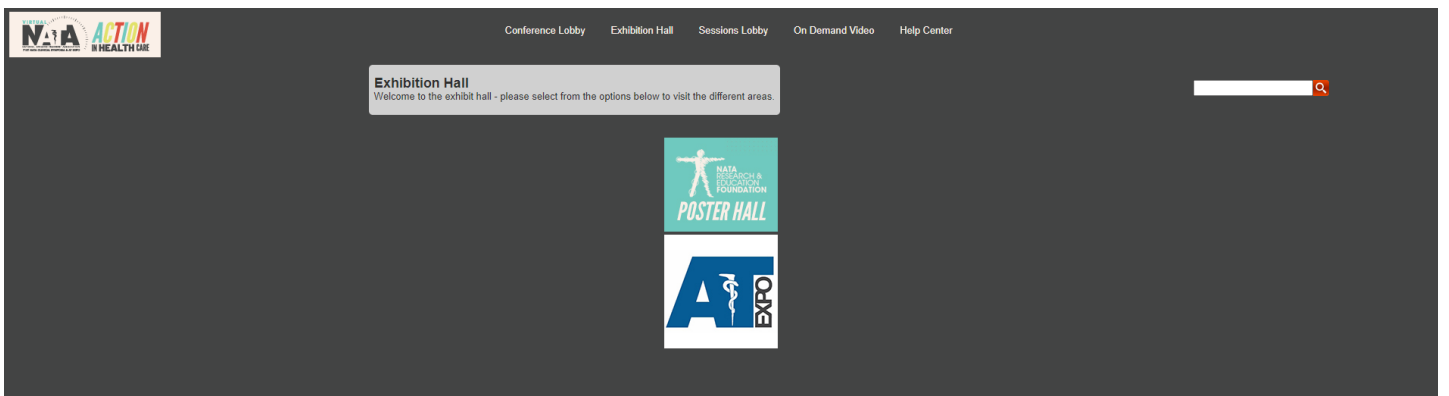 VIRTUAL
NATA
ACTION
IN HEALTH CARE
Conference Lobby
Exhibition Hall
Sessions Lobby
On Demand Video
Help Center
Exhibition Hall
Welcome to the exhibit hall - please select from the options below to visit the different areas.
NATA
RESEARCH &
EDUCATION
FOUNDATION
POSTER HALL
AT
EXPO